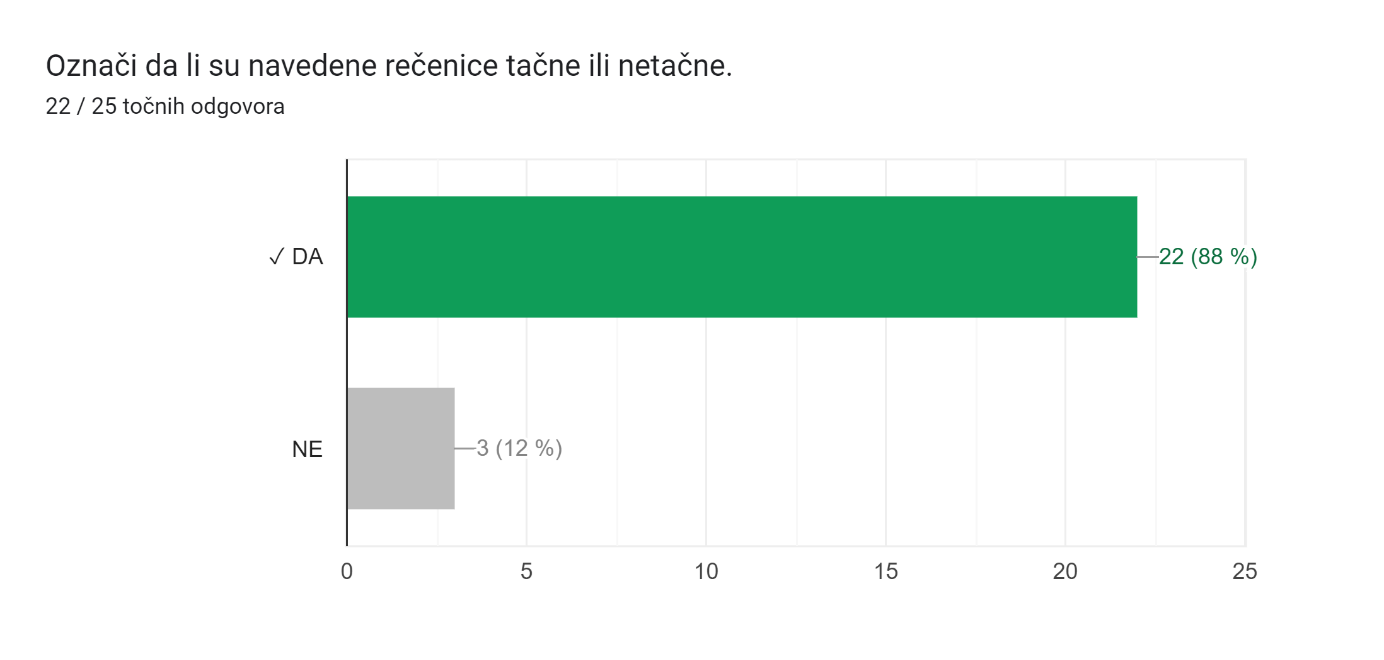 Označi da li su navedene rečenice tačne ili netačne.
22 / 25 točnih odgovora
✓ DA
22 (88 %)
NE
3 (12 %)
0 5 10 15 20 25